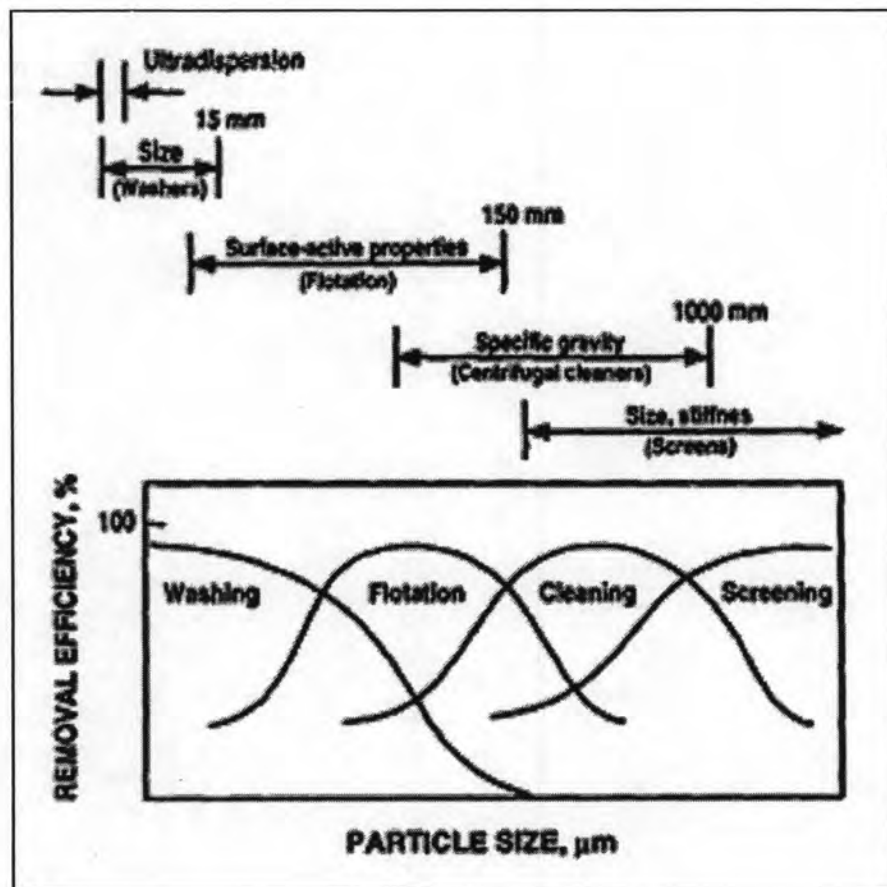 Ultradispersion
15 mm
Size
(Washers)
150 mm
Surface-active properties
(Flotation)
1000 mm
Specific gravity
(Centrifugal cleaners)
Size, stiffnes
(Screens)
REMOVAL EFFICIENCY, %
100
Washing Flotation Cleaning Screening
PARTICLE SIZE, μm